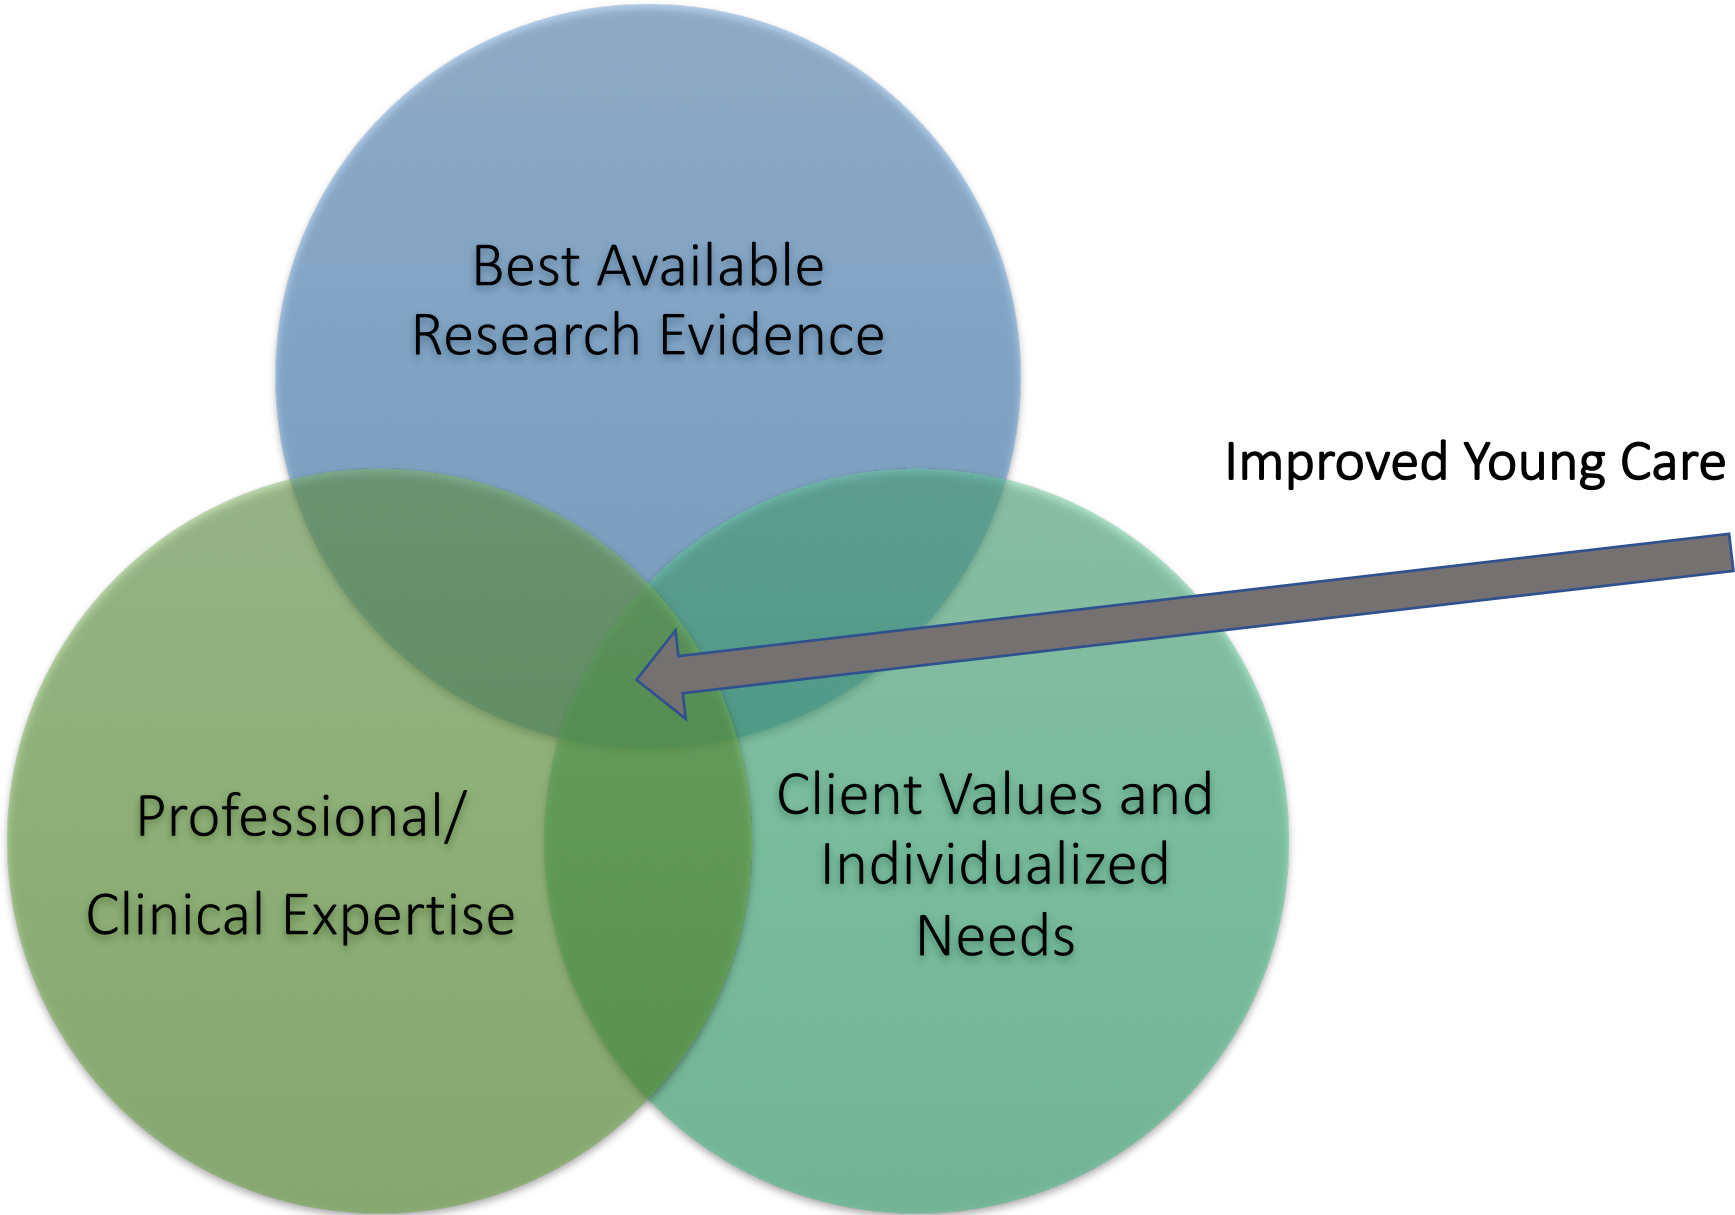 Best Available
Research Evidence
Improved Young Care
Professional/
Clinical Expertise
Client Values and
Individualized
Needs